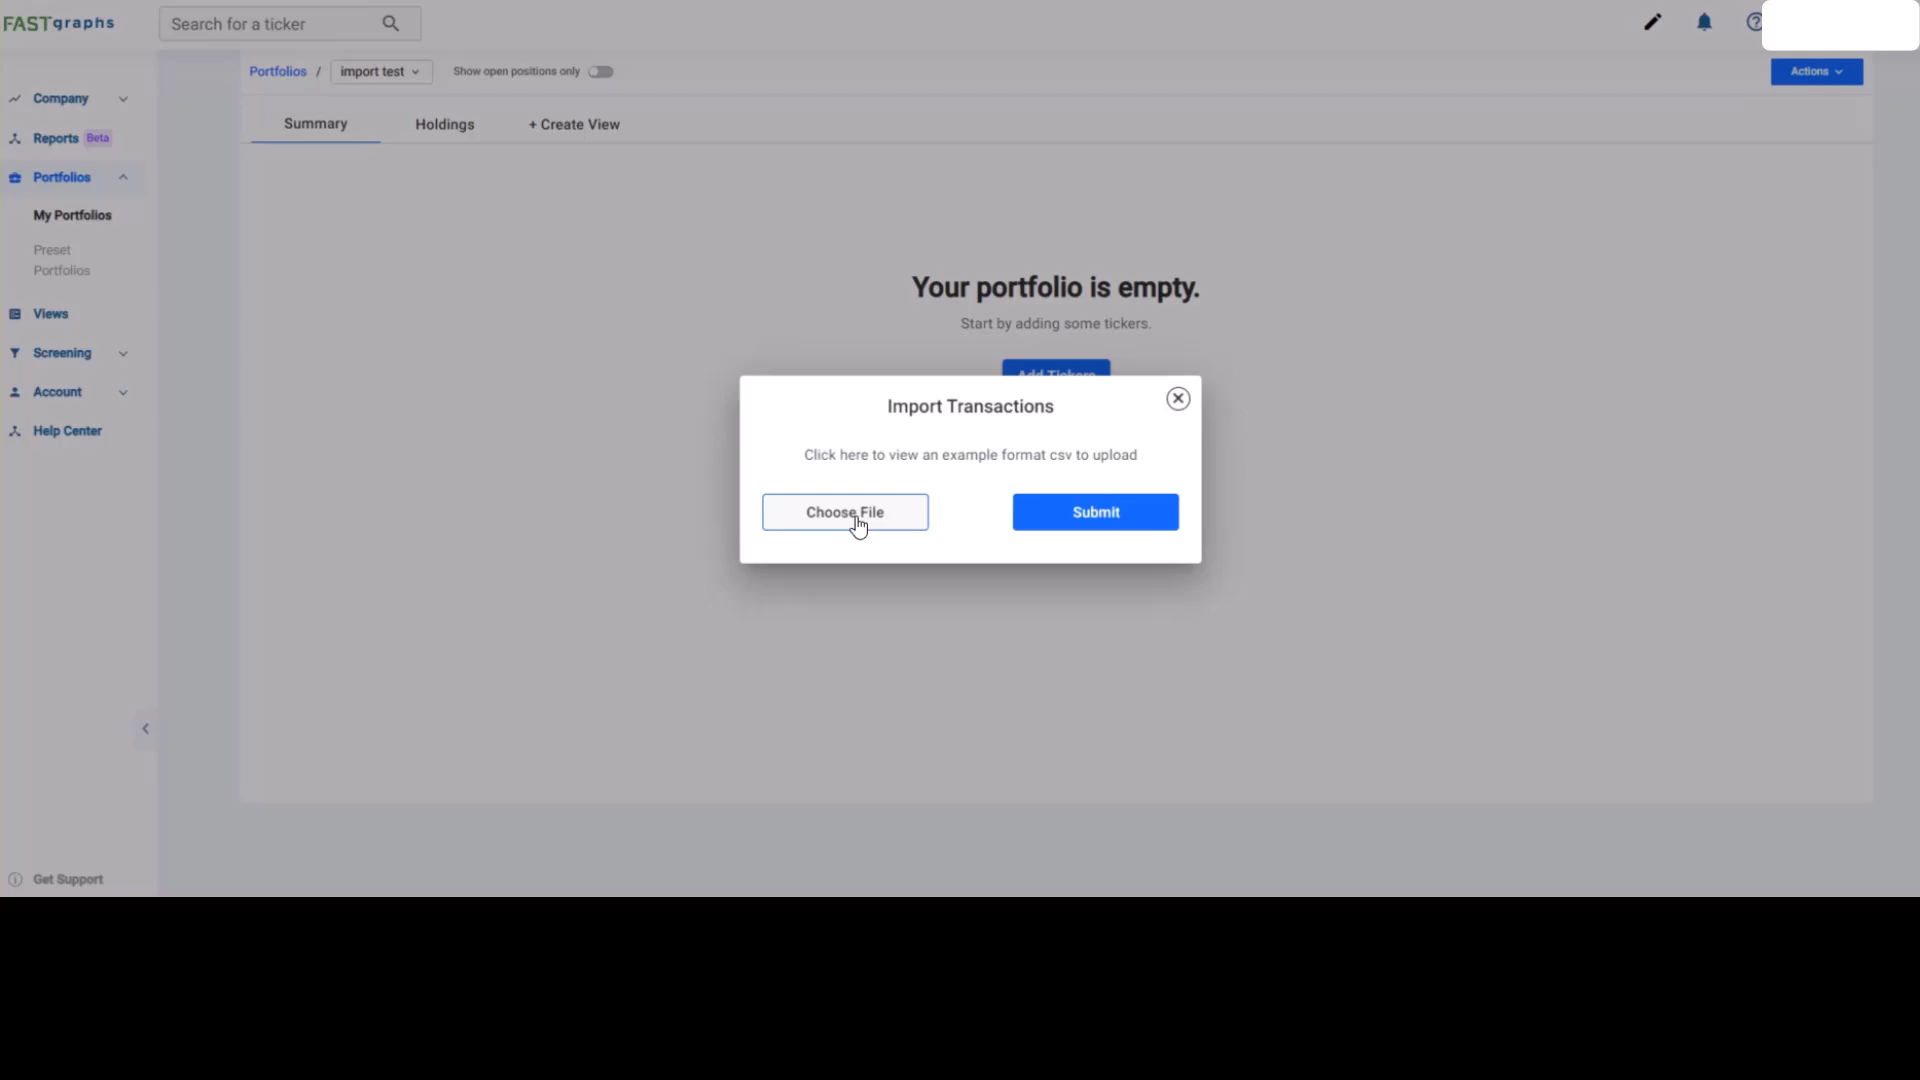 FASTgraphs
Search for a ticker
Portfolios / import test
Show open positions only
Actions
Company
Reports Beta
Portfolios
My Portfolios
Preset
Portfolios
Views
Screening
Account
Help Center
Get Support
Summary
Holdings
+ Create View
Your portfolio is empty.
Start by adding some tickers.
Add Tickers
Import Transactions
Click here to view an example format csv to upload
Choose File
Submit